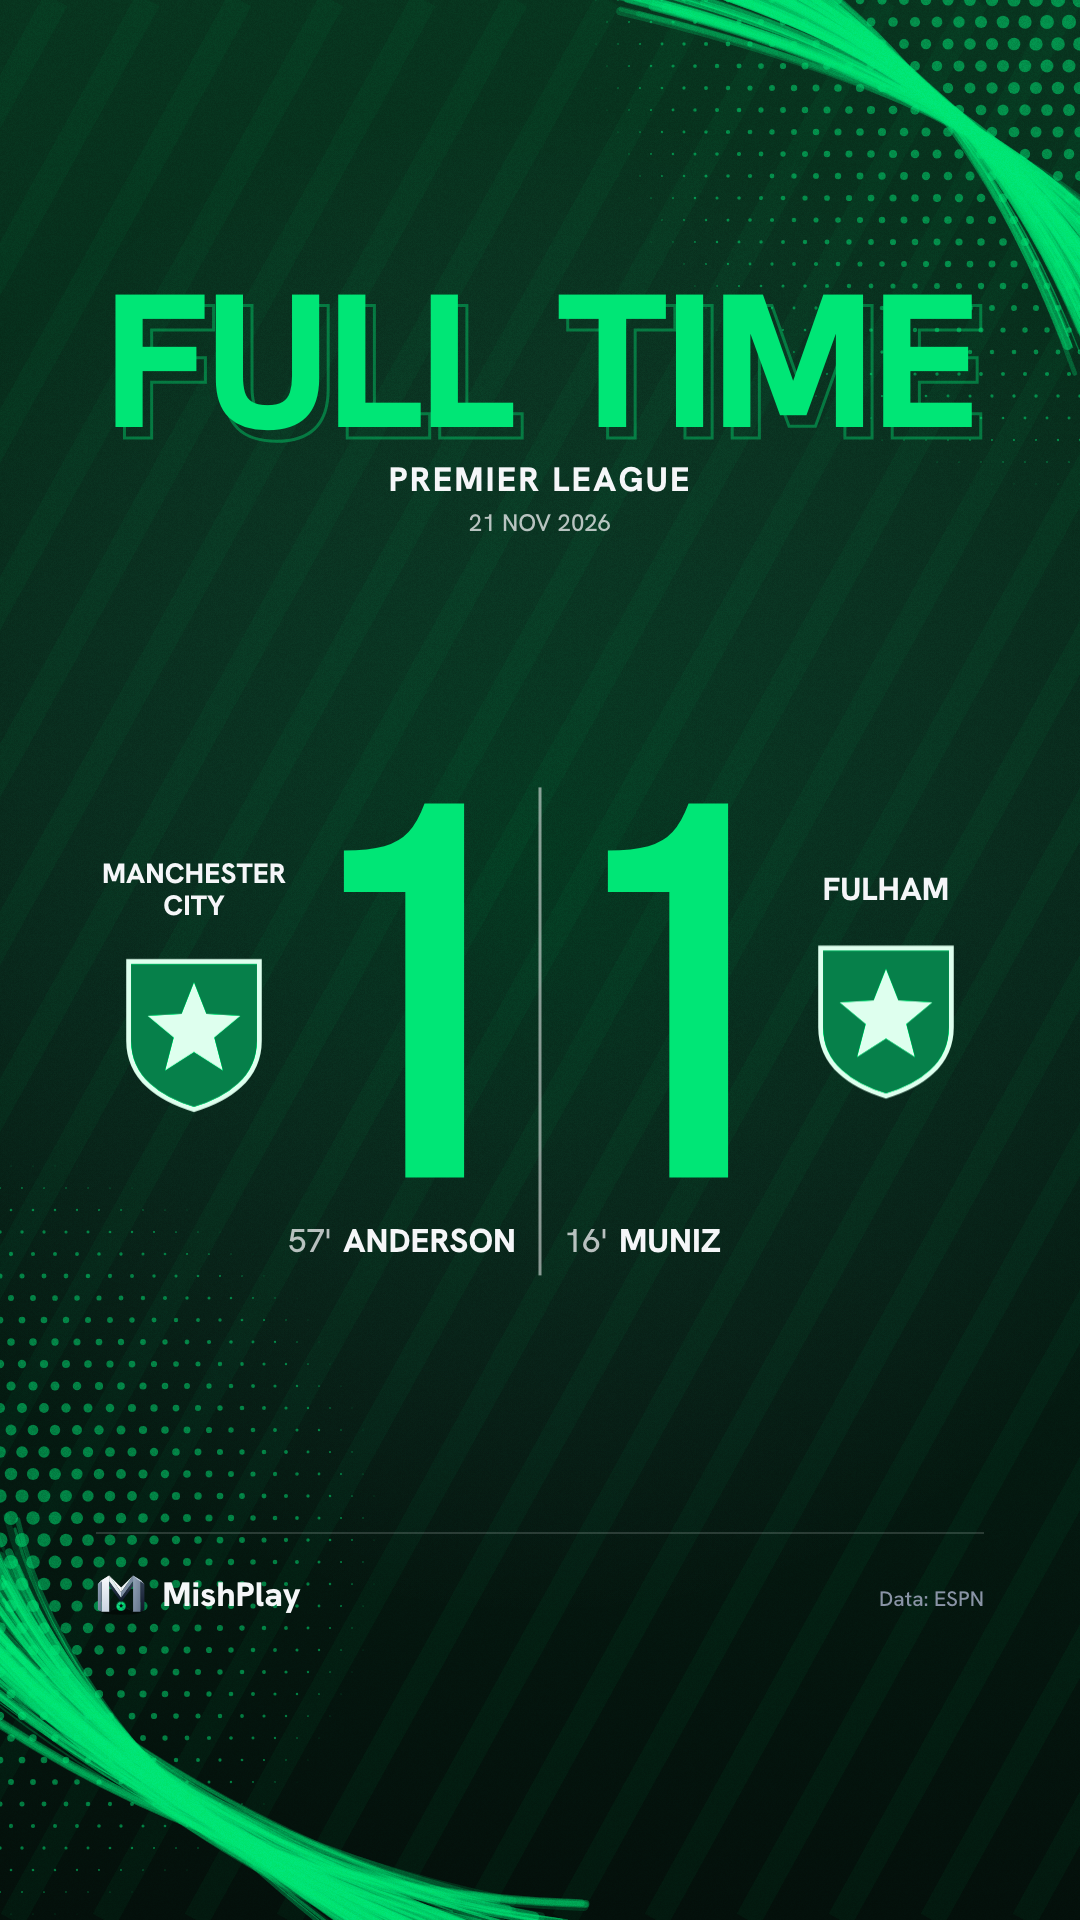 FULL TIME
PREMIER LEAGUE
21 NOV 2026
MANCHESTER
CITY
1 1
FULHAM
57' ANDERSON
16' MUNIZ
MishPlay
Data: ESPN